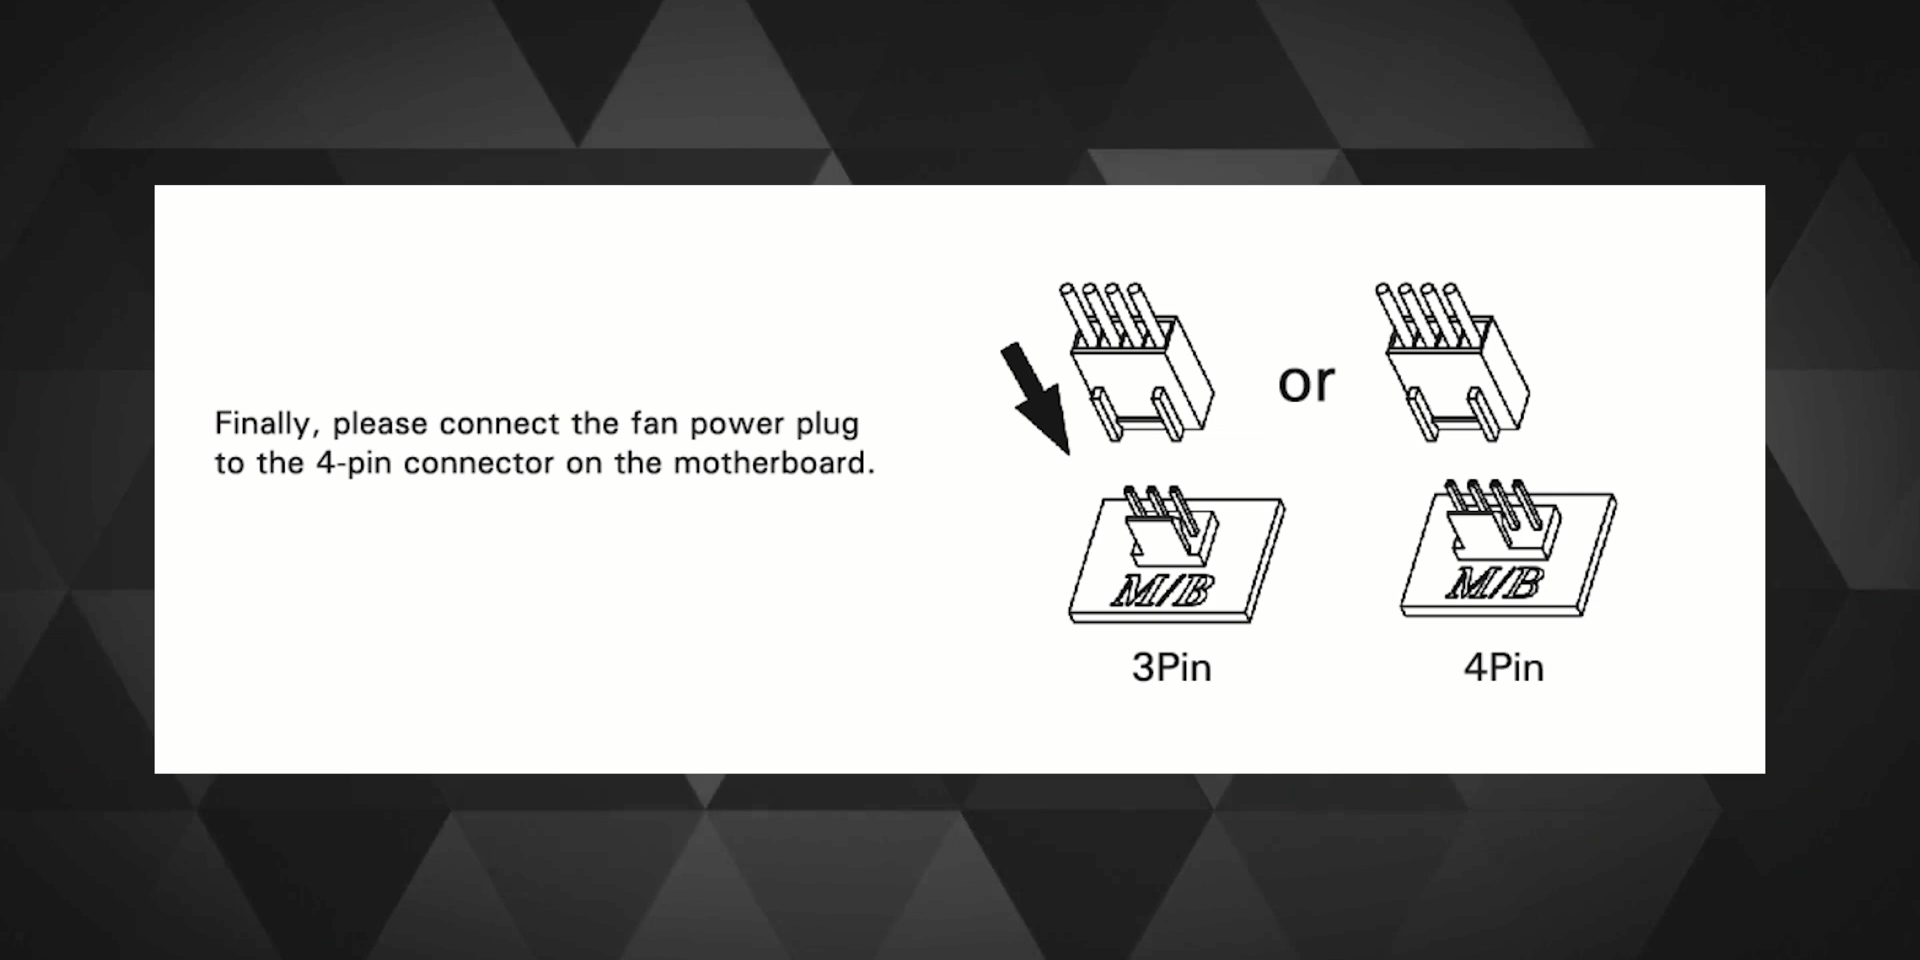 Finally, please connect the fan power plug
to the 4-pin connector on the motherboard.
or
M/B
M/B
3Pin
4Pin